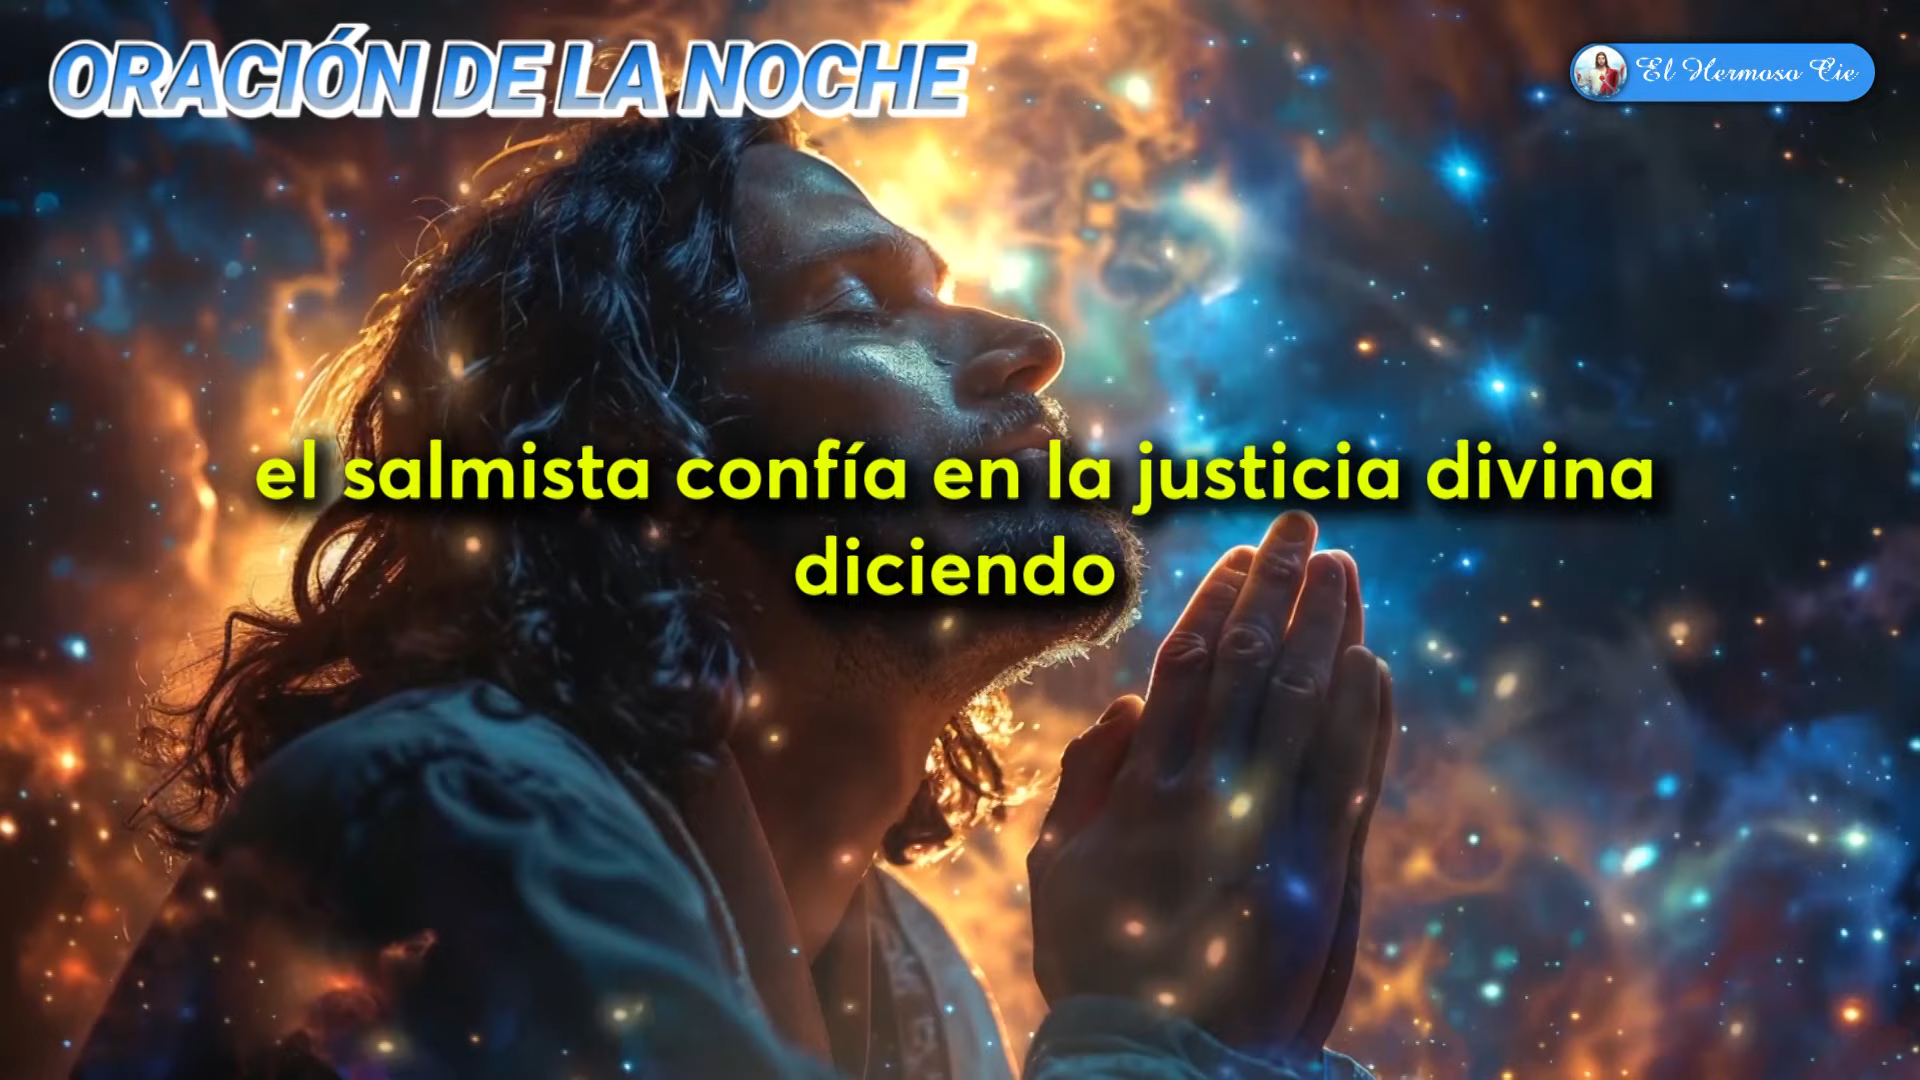 ORACIÓN DE LA NOCHE
El Hermoso Cie
el salmista confía en la justicia divina
diciendo